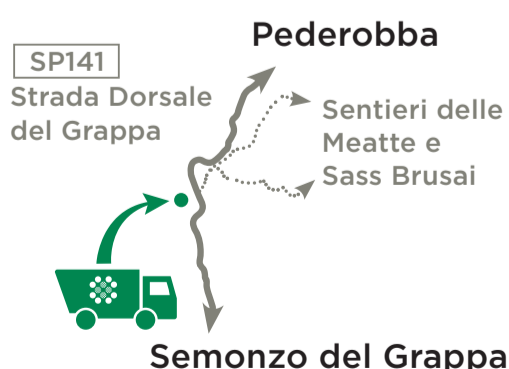 Pederobba
SP141
Strada Dorsale
del Grappa
Sentieri delle
Meatte e
Sass Brusai
Semonzo del Grappa